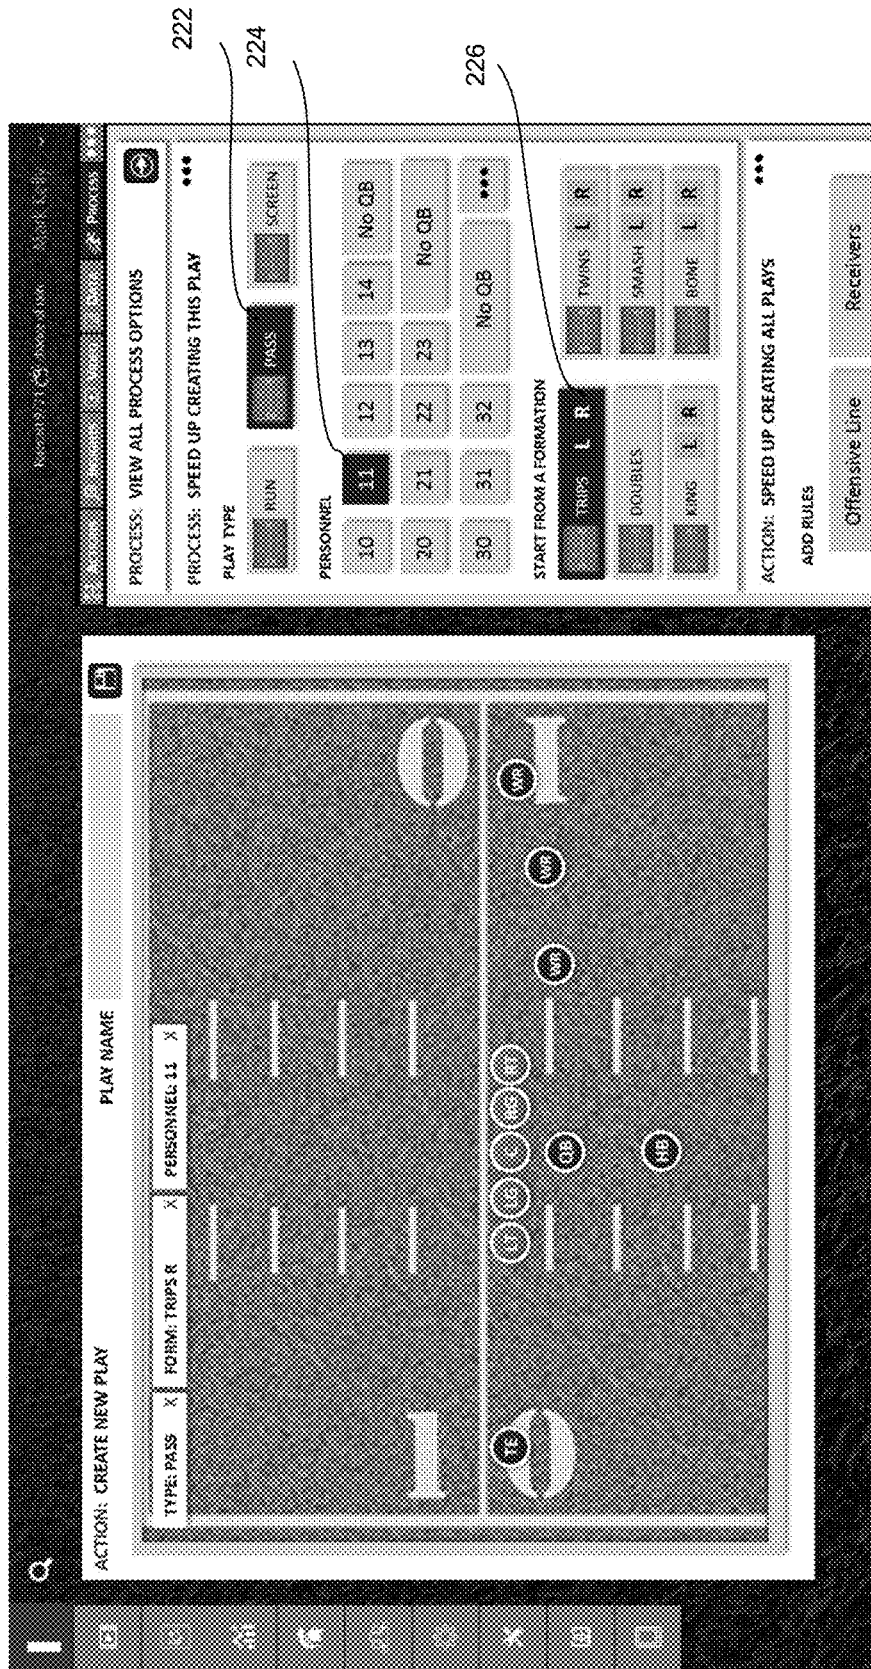 222
224
226
Process
ACTION: CREATE NEW PLAY
PLAY NAME
TYPE: PASS X
FORM: TRIPS R X
PERSONNEL: 11 X
1 0
0 1
TE
LT LG C RG RT
QB
HB
WR
WR
WR
PROCESS: VIEW ALL PROCESS OPTIONS
PROCESS: SPEED UP CREATING THIS PLAY
PLAY TYPE
RUN PASS SCREEN
PERSONNEL
10 11 12 13 14 No QB
20 21 22 23 No QB
30 31 32 No QB
START FROM A FORMATION
TRIPS L R TWINS L R
DOUBLES SMASH L R
KING L R BONE L R
ACTION: SPEED UP CREATING ALL PLAYS
ADD RULES
Offensive Line Receivers